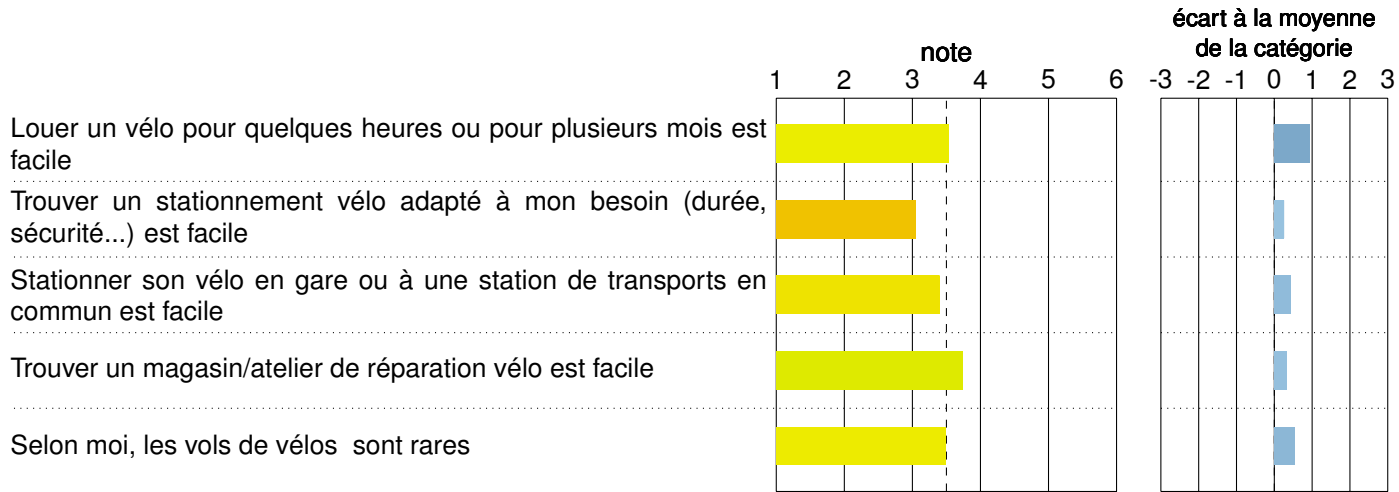 écart à la moyenne
note de la catégorie
1 2 3 4 5 6 -3 -2 -1 0 1 2 3
Louer un vélo pour quelques heures ou pour plusieurs mois est
facile
Trouver un stationnement vélo adapté à mon besoin (durée,
sécurité...) est facile
Stationner son vélo en gare ou à une station de transports en
commun est facile
Trouver un magasin/atelier de réparation vélo est facile
Selon moi, les vols de vélos sont rares